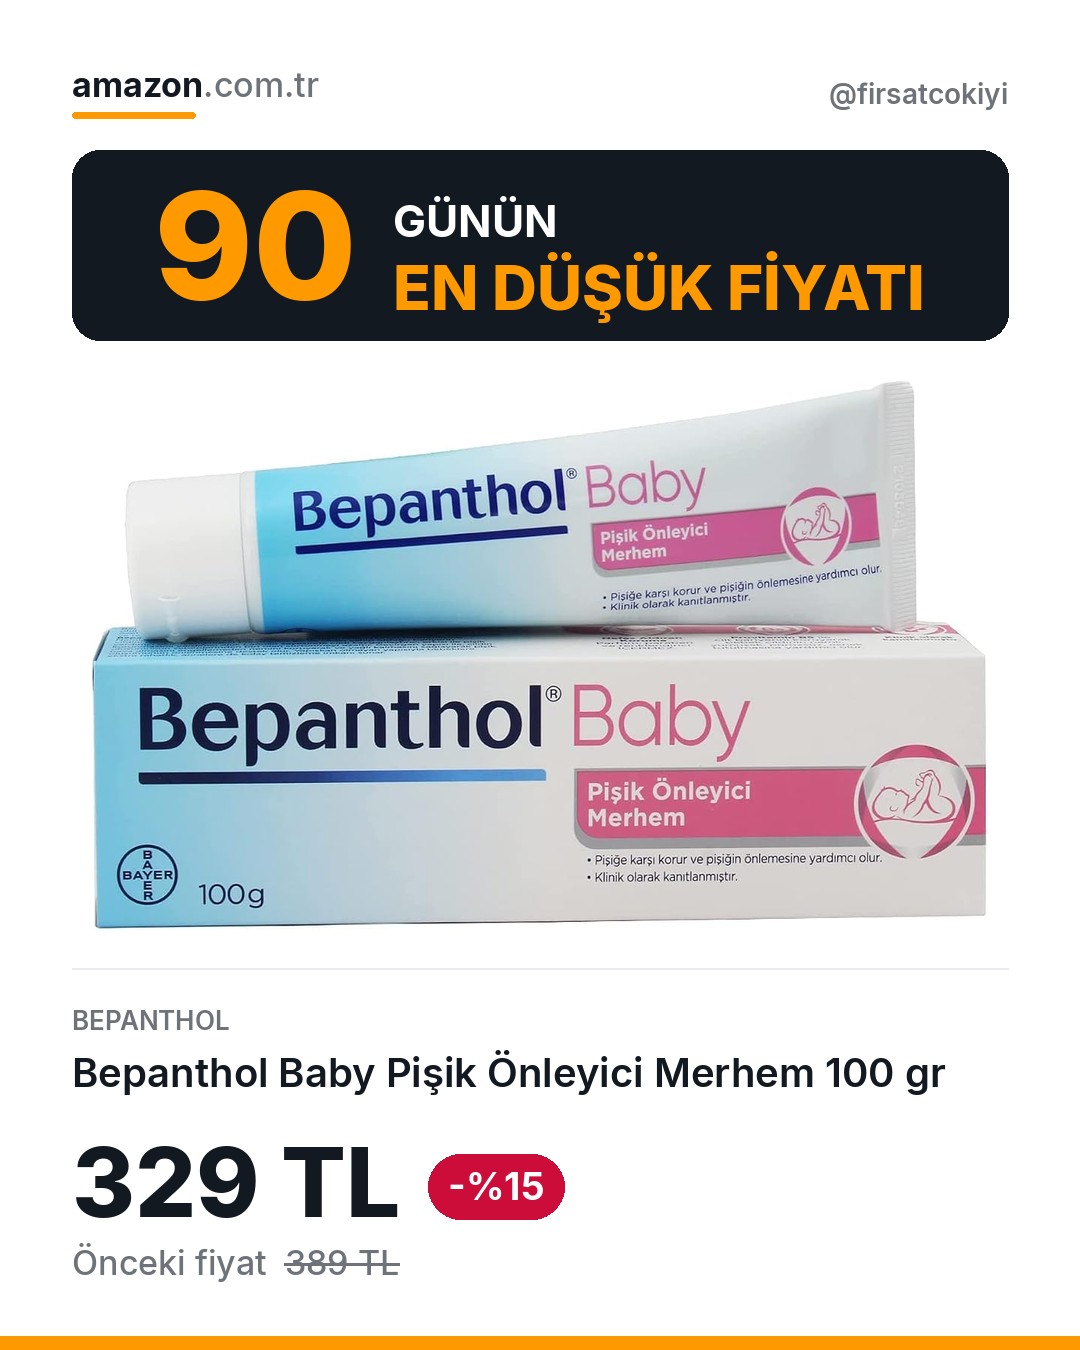 amazon.com.tr
@firsatcokiyi
90 GÜNÜN
EN DÜŞÜK FİYATI
Bepanthol® Baby
Pişik Önleyici
Merhem
• Pişiğe karşı korur ve pişiğin önlemesine yardımcı olur.
• Klinik olarak kanıtlanmıştır.
Bepanthol® Baby
Pişik Önleyici
Merhem
• Pişiğe karşı korur ve pişiğin önlemesine yardımcı olur.
• Klinik olarak kanıtlanmıştır.
BAYER
BAYER
100g
BEPANTHOL
Bepanthol Baby Pişik Önleyici Merhem 100 gr
329 TL -%15
Önceki fiyat 389 TL